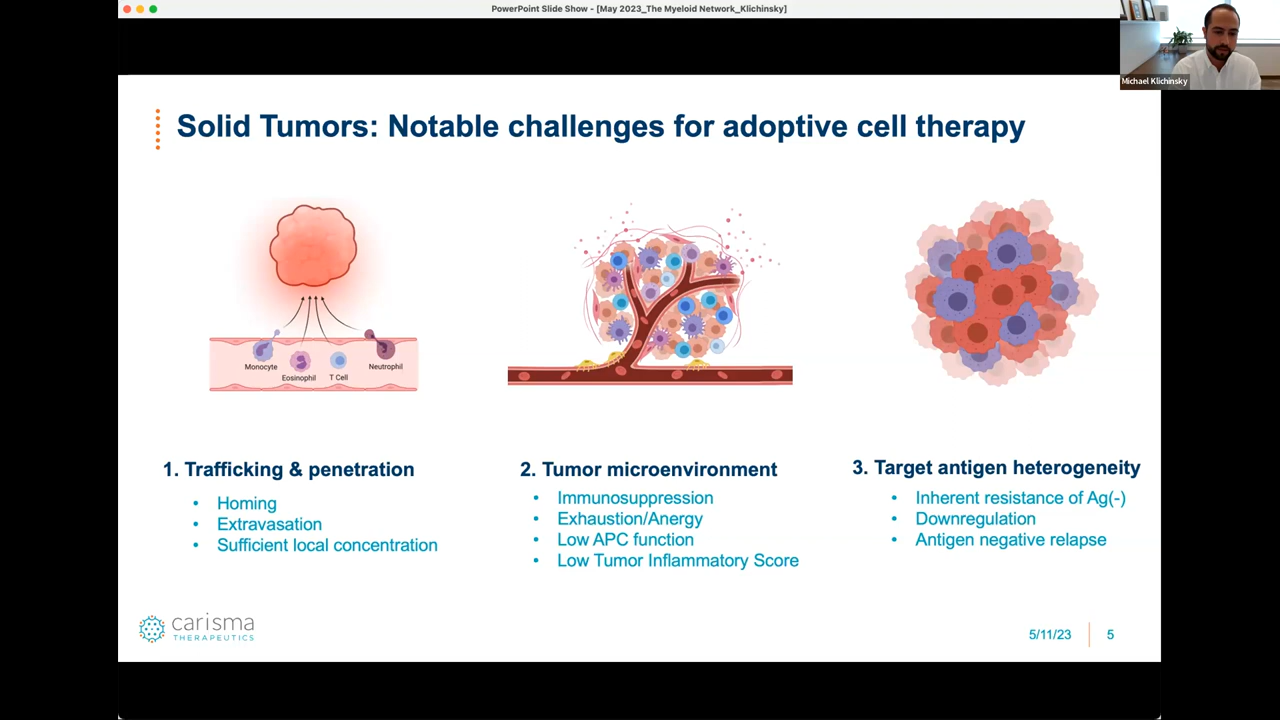 PowerPoint Slide Show - [May 2023_The Myeloid Network_Klichinsky]
Michael Klichinsky
Solid Tumors: Notable challenges for adoptive cell therapy
Monocyte
Eosinophil
T Cell
Neutrophil
1. Trafficking & penetration
• Homing
• Extravasation
• Sufficient local concentration
2. Tumor microenvironment
• Immunosuppression
• Exhaustion/Anergy
• Low APC function
• Low Tumor Inflammatory Score
3. Target antigen heterogeneity
• Inherent resistance of Ag(-)
• Downregulation
• Antigen negative relapse
carisma
THERAPEUTICS
5/11/23
5